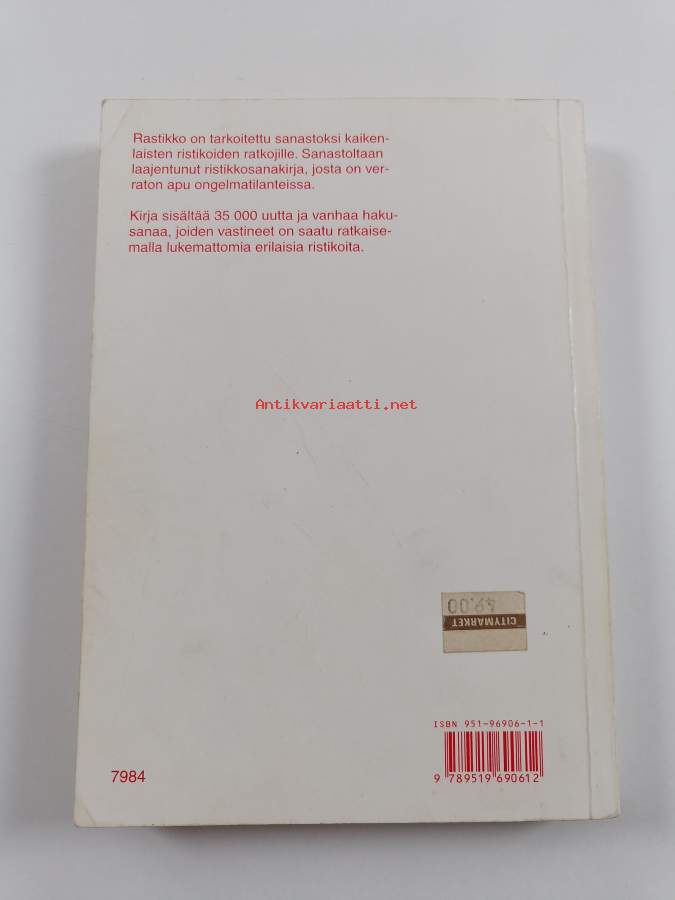 Rastikko on tarkoitettu sanastoksi kaiken-
laisten ristikoiden ratkojille. Sanastoltaan
laajentunut ristikkosanakirja, josta on ver-
raton apu ongelmatilanteissa.
Kirja sisältää 35 000 uutta ja vanhaa haku-
sanaa, joiden vastineet on saatu ratkaise-
malla lukemattomia erilaisia ristikoita.
Antikvariaatti.net
49.00
CITYMARKET
ISBN 951-96906-1-1
9 789519 690612
7984